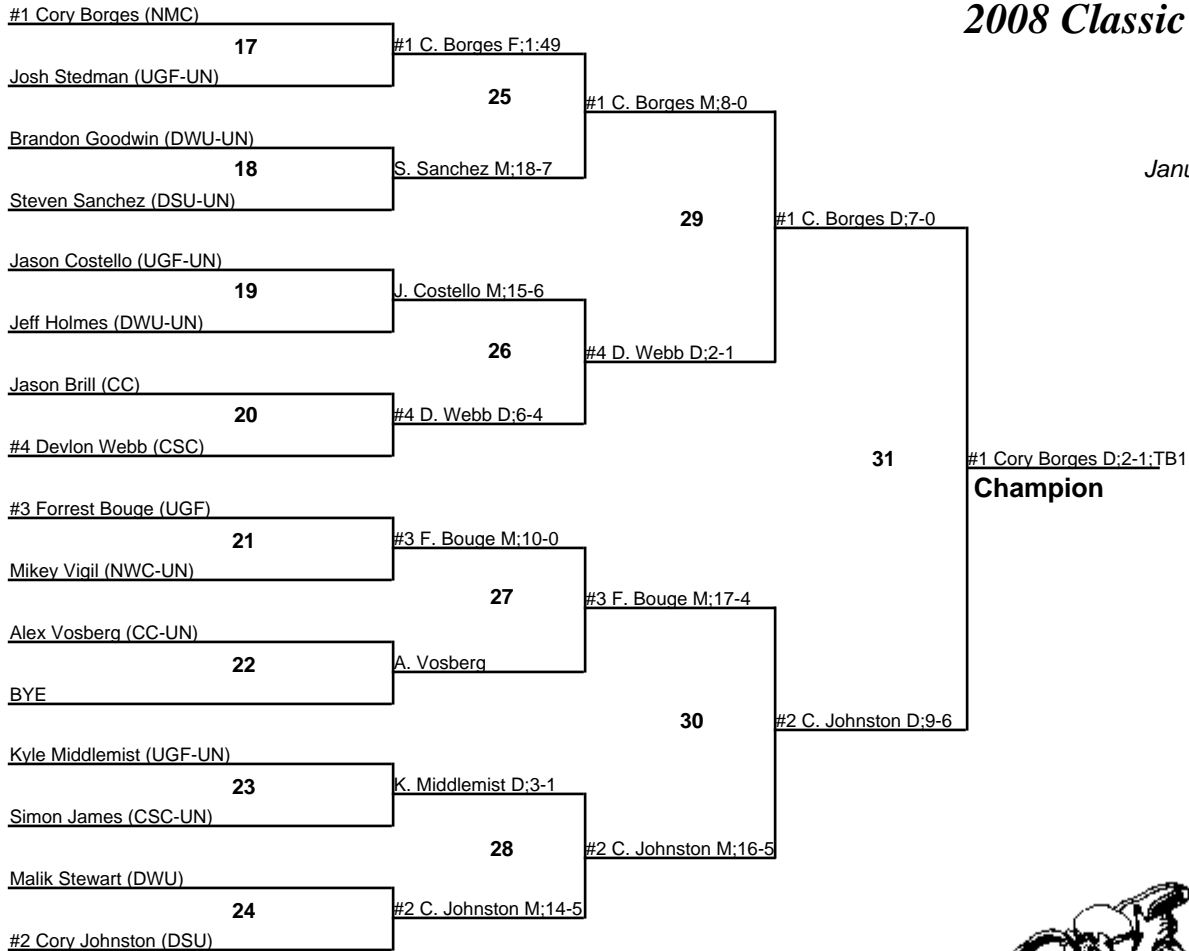 #1 Cory Borges (NMC)
2008 Classic
17
#1 C. Borges F;1:49
Josh Stedman (UGF-UN)
25
#1 C. Borges M;8-0
Brandon Goodwin (DWU-UN)
18
S. Sanchez M;18-7
Janu
Steven Sanchez (DSU-UN)
29
#1 C. Borges D;7-0
Jason Costello (UGF-UN)
19
J. Costello M;15-6
Jeff Holmes (DWU-UN)
26
#4 D. Webb D;2-1
Jason Brill (CC)
20
#4 D. Webb D;6-4
#4 Devlon Webb (CSC)
31
#1 Cory Borges D;2-1;TB1
Champion
#3 Forrest Bouge (UGF)
21
#3 F. Bouge M;10-0
Mikey Vigil (NWC-UN)
27
#3 F. Bouge M;17-4
Alex Vosberg (CC-UN)
22
A. Vosberg
BYE
30
#2 C. Johnston D;9-6
Kyle Middlemist (UGF-UN)
23
K. Middlemist D;3-1
Simon James (CSC-UN)
28
#2 C. Johnston M;16-5
Malik Stewart (DWU)
24
#2 C. Johnston M;14-5
#2 Cory Johnston (DSU)